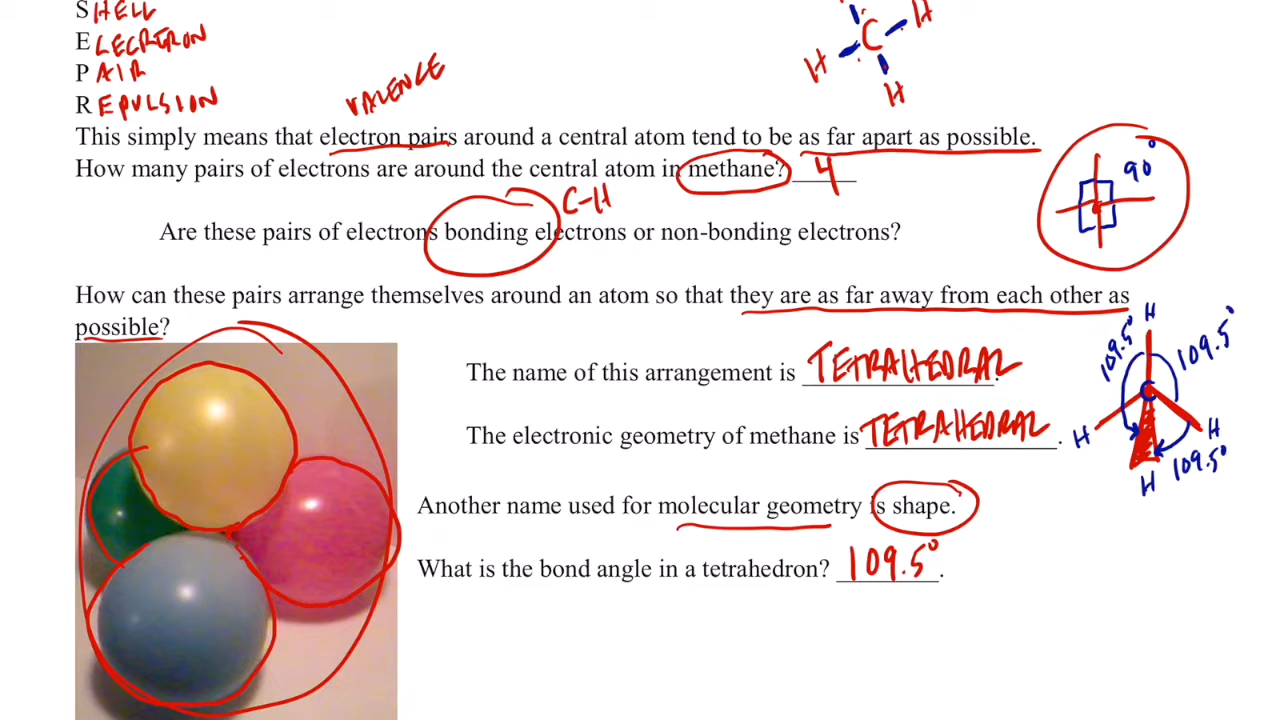 SHELL
ELECRTRON
PAIR
REPULSION
VALENCE
C
H
H
H
This simply means that electron pairs around a central atom tend to be as far apart as possible.
How many pairs of electrons are around the central atom in methane? 4
90°
C-H
Are these pairs of electrons bonding electrons or non-bonding electrons?
How can these pairs arrange themselves around an atom so that they are as far away from each other as
possible?
The name of this arrangement is TETRAHEDRAL.
The electronic geometry of methane is TETRAHEDRAL.
H
109.5°
109.5°
C
H
H
109.5°
H
Another name used for molecular geometry is shape.
What is the bond angle in a tetrahedron? 109.5°.